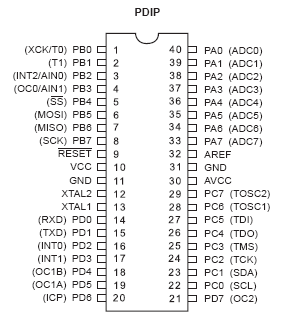 PDIP
(XCK/T0) PB0 1 40 PA0 (ADC0)
(T1) PB1 2 39 PA1 (ADC1)
(INT2/AIN0) PB2 3 38 PA2 (ADC2)
(OC0/AIN1) PB3 4 37 PA3 (ADC3)
(SS) PB4 5 36 PA4 (ADC4)
(MOSI) PB5 6 35 PA5 (ADC5)
(MISO) PB6 7 34 PA6 (ADC6)
(SCK) PB7 8 33 PA7 (ADC7)
RESET 9 32 AREF
VCC 10 31 GND
GND 11 30 AVCC
XTAL2 12 29 PC7 (TOSC2)
XTAL1 13 28 PC6 (TOSC1)
(RXD) PD0 14 27 PC5 (TDI)
(TXD) PD1 15 26 PC4 (TDO)
(INT0) PD2 16 25 PC3 (TMS)
(INT1) PD3 17 24 PC2 (TCK)
(OC1B) PD4 18 23 PC1 (SDA)
(OC1A) PD5 19 22 PC0 (SCL)
(ICP) PD6 20 21 PD7 (OC2)